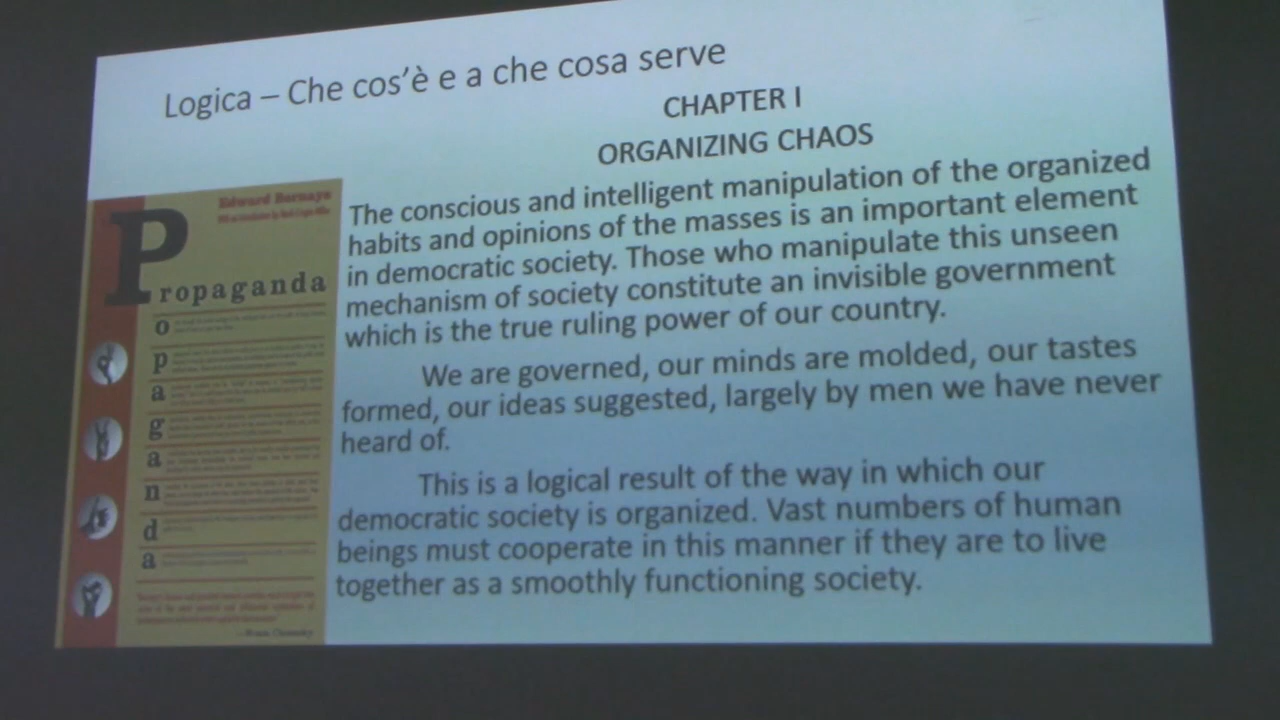 Logica – Che cos'è e a che cosa serve
CHAPTER I
ORGANIZING CHAOS
The conscious and intelligent manipulation of the organized
habits and opinions of the masses is an important element
in democratic society. Those who manipulate this unseen
mechanism of society constitute an invisible government
which is the true ruling power of our country.
We are governed, our minds are molded, our tastes
formed, our ideas suggested, largely by men we have never
heard of.
This is a logical result of the way in which our
democratic society is organized. Vast numbers of human
beings must cooperate in this manner if they are to live
together as a smoothly functioning society.
Edward Bernays
Propaganda
o
p
a
g
a
n
d
a
—Noam Chomsky